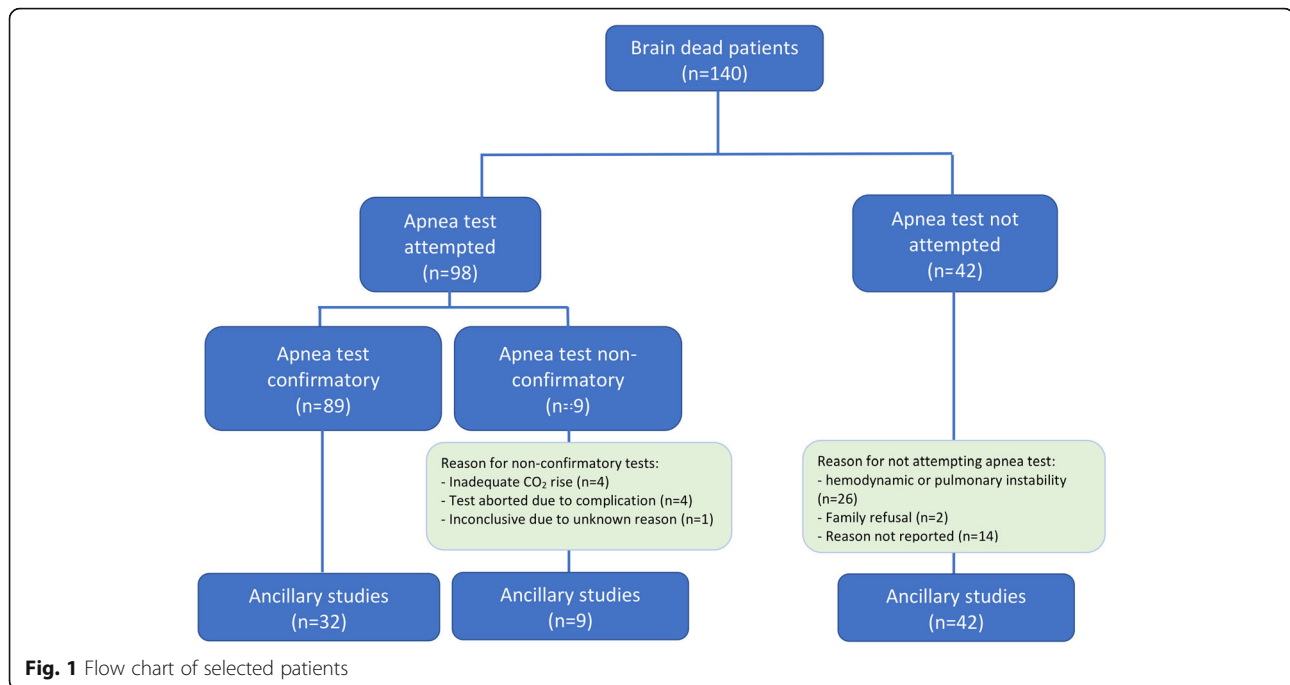 Brain dead patients
(n=140)
Apnea test
attempted
(n=98)
Apnea test not
attempted
(n=42)
Apnea test
confirmatory
(n=89)
Apnea test non-
confirmatory
(n=9)
Reason for non-confirmatory tests:
- Inadequate CO₂ rise (n=4)
- Test aborted due to complication (n=4)
- Inconclusive due to unknown reason (n=1)
Reason for not attempting apnea test:
- hemodynamic or pulmonary instability
(n=26)
- Family refusal (n=2)
- Reason not reported (n=14)
Ancillary studies
(n=32)
Ancillary studies
(n=9)
Ancillary studies
(n=42)
Fig. 1 Flow chart of selected patients